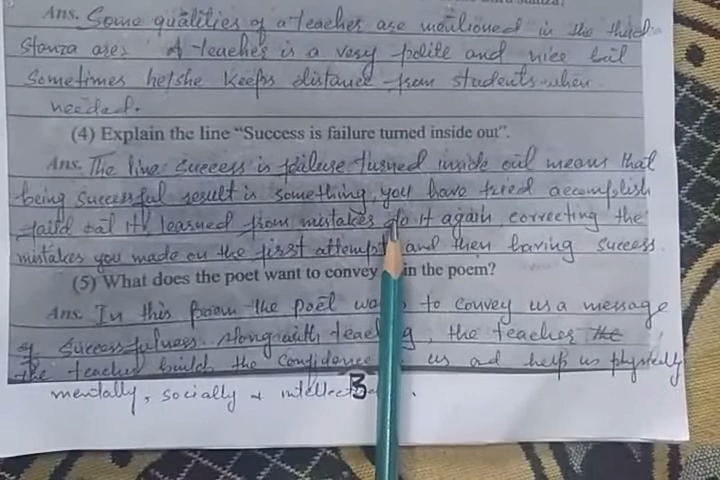 Ans. Some qualities of a teacher are mentioned in the third
stanza are: A teacher is a very polite and nice but
sometimes he/she keeps distance from students when
needed.
(4) Explain the line “Success is failure turned inside out”.
Ans. The line success is failure turned inside out means that
being successful result is something, you have tried accomplish
faild at it, learned from mistakes do it again correcting the
mistakes you made on the first attempt and then having success
(5) What does the poet want to convey in the poem?
Ans. In this poem the poet to convey us a message
of successfulness. Along with the teacher the
the teacher builds the confidence us and help us physically
mentally, socially +
B